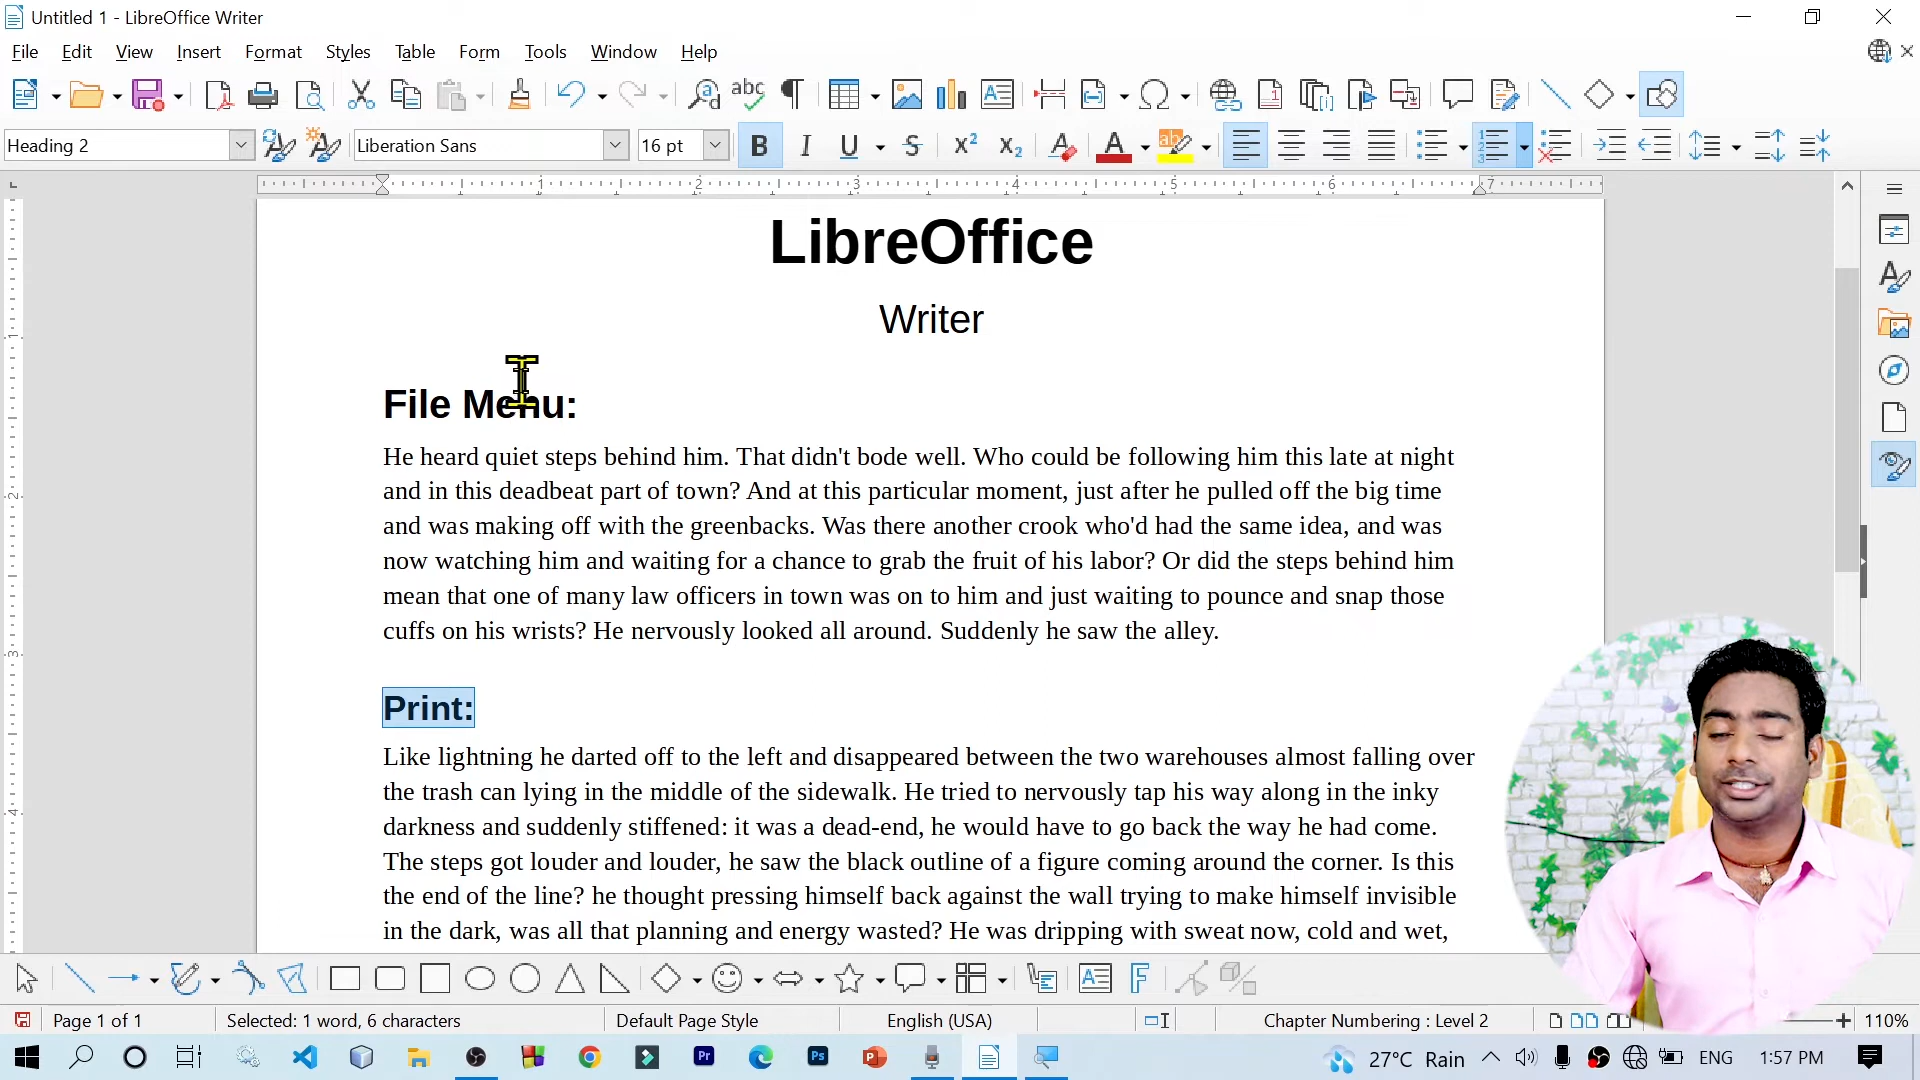 Untitled 1 - LibreOffice Writer
File Edit View Insert Format Styles Table Form Tools Window Help
Heading 2
Liberation Sans
16 pt
1 2 3 4 5 6 7
LibreOffice
Writer
File Menu:
He heard quiet steps behind him. That didn't bode well. Who could be following him this late at night
and in this deadbeat part of town? And at this particular moment, just after he pulled off the big time
and was making off with the greenbacks. Was there another crook who'd had the same idea, and was
now watching him and waiting for a chance to grab the fruit of his labor? Or did the steps behind him
mean that one of many law officers in town was on to him and just waiting to pounce and snap those
cuffs on his wrists? He nervously looked all around. Suddenly he saw the alley.
Print:
Like lightning he darted off to the left and disappeared between the two warehouses almost falling over
the trash can lying in the middle of the sidewalk. He tried to nervously tap his way along in the inky
darkness and suddenly stiffened: it was a dead-end, he would have to go back the way he had come.
The steps got louder and louder, he saw the black outline of a figure coming around the corner. Is this
the end of the line? he thought pressing himself back against the wall trying to make himself invisible
in the dark, was all that planning and energy wasted? He was dripping with sweat now, cold and wet,
Page 1 of 1
Selected: 1 word, 6 characters
Default Page Style
English (USA)
Chapter Numbering : Level 2
110%
27°C Rain
ENG
1:57 PM